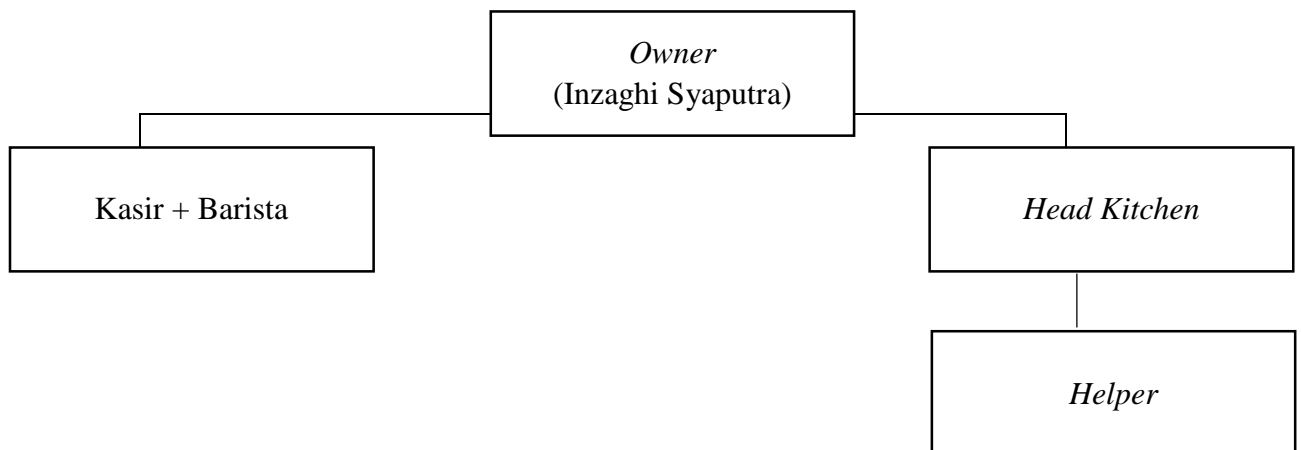 Owner
(Inzaghi Syaputra)
Kasir + Barista
Head Kitchen
Helper